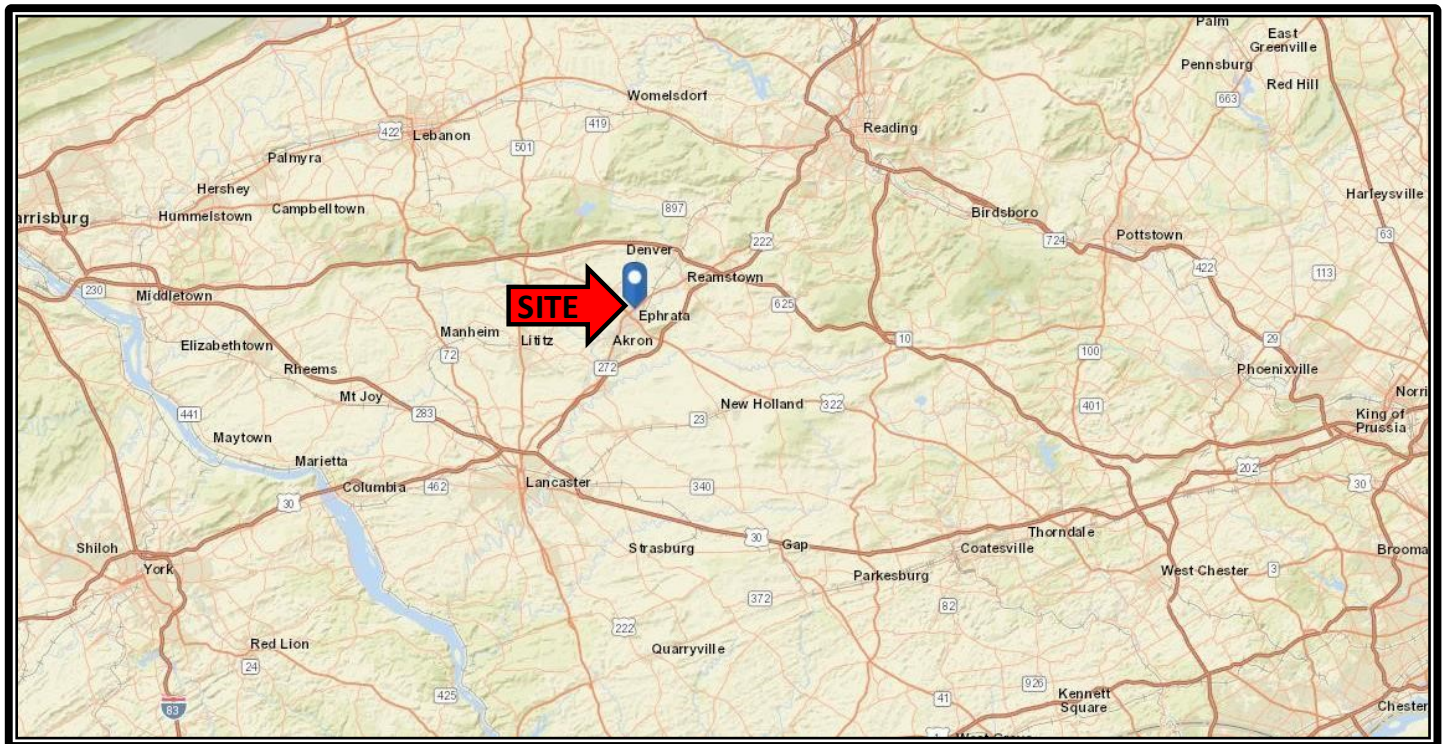 Palm
East
Greenville
Pennsburg
Red Hill
663
Womelsdorf
419
Reading
422
Lebanon
501
Palmyra
Hershey
Harleysville
arrisburg
Hummelstown
Campbelltown
897
Birdsboro
Pottstown
724
63
222
Denver
Reamstown
422
113
230
Middletown
625
SITE
Ephrata
Manheim
Lititz
Akron
Elizabethtown
72
10
29
100
Rheems
272
Phoenixville
Mt Joy
New Holland
322
401
Norri
441
283
23
King of
Prussia
Maytown
Marietta
202
Columbia
462
Lancaster
340
30
30
Shiloh
Strasburg
30
Gap
Thorndale
Coatesville
Brooma
York
Parkesburg
West Chester
3
372
82
222
Red Lion
Quarryville
24
425
926
41
Kennett
Square
83
Chester